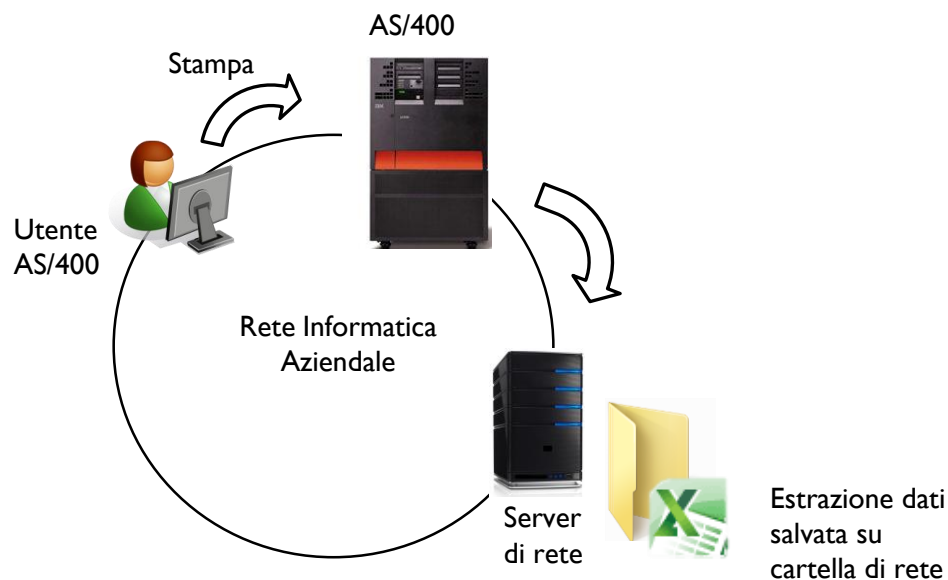 AS/400
Stampa
Utente
AS/400
Rete Informatica
Aziendale
Server
di rete
Estrazione dati
salvata su
cartella di rete